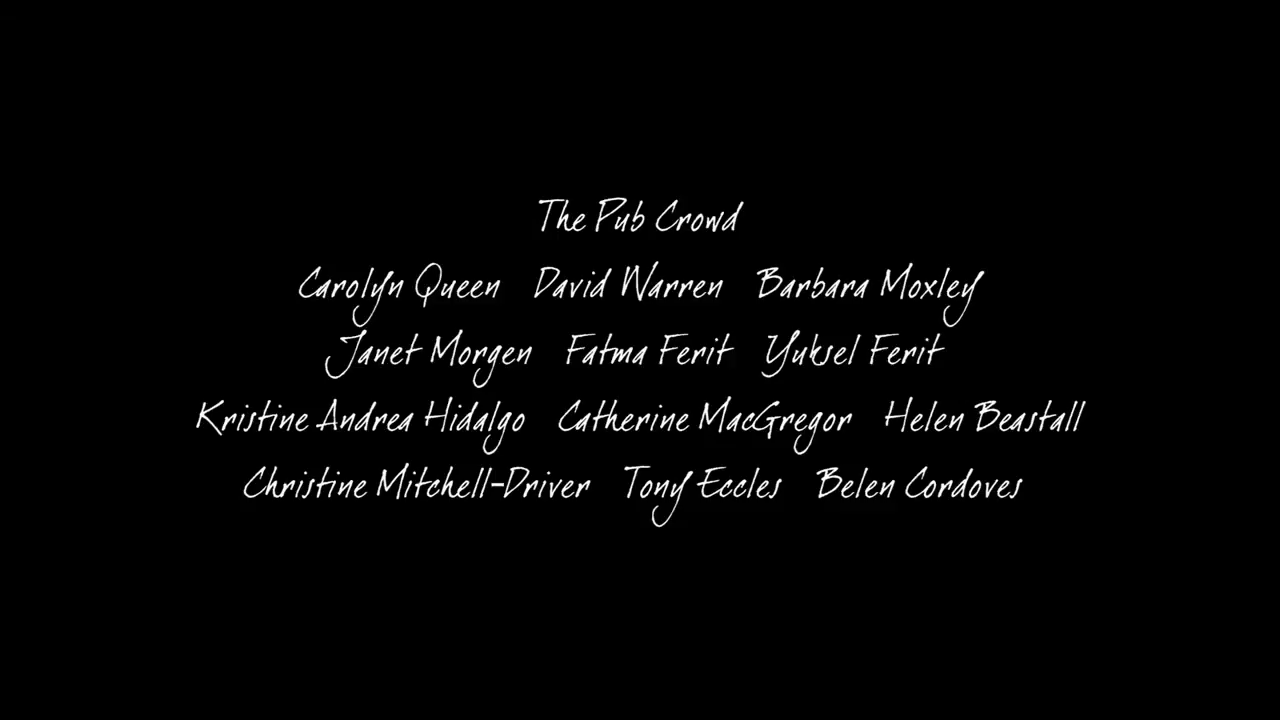 The Pub Crowd
Carolyn Queen David Warren Barbara Moxley
Janet Morgen Fatma Ferit Yuksel Ferit
Kristine Andrea Hidalgo Catherine MacGregor Helen Beastall
Christine Mitchell-Driver Tony Eccles Belen Cordoves